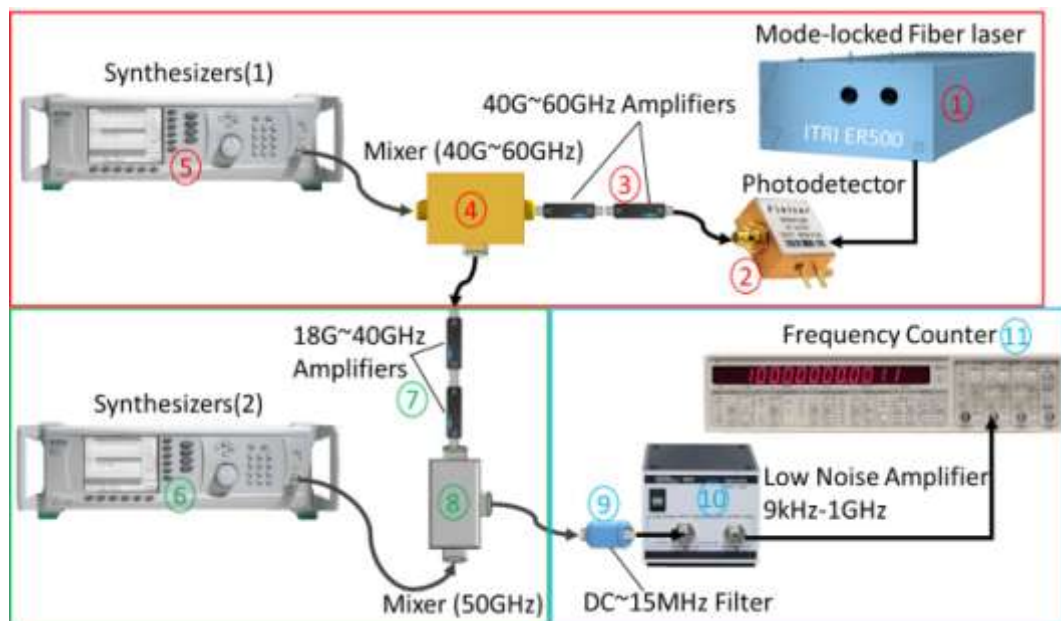 Mode-locked Fiber laser
Synthesizers(1)
40G~60GHz Amplifiers
①
ITRI ER500
Mixer (40G~60GHz)
⑤
③
Photodetector
④
②
18G~40GHz
Amplifiers
⑦
Frequency Counter ⑪
Synthesizers(2)
⑥
⑧
⑨
⑩
Low Noise Amplifier
9kHz-1GHz
Mixer (50GHz)
DC~15MHz Filter